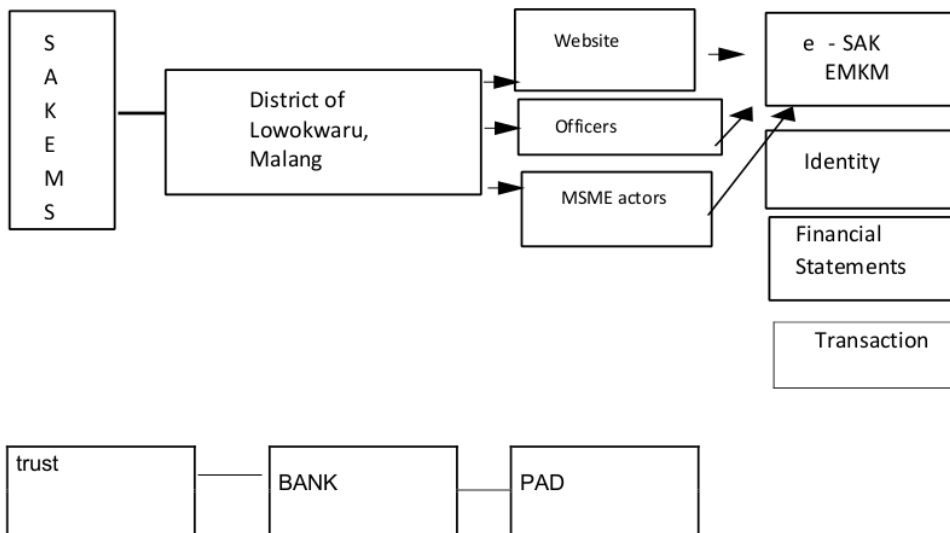 S
A
K
E
M
S
District of
Lowokwaru,
Malang
Website
Officers
MSME actors
e - SAK
EMKM
Identity
Financial
Statements
Transaction
trust
BANK
PAD